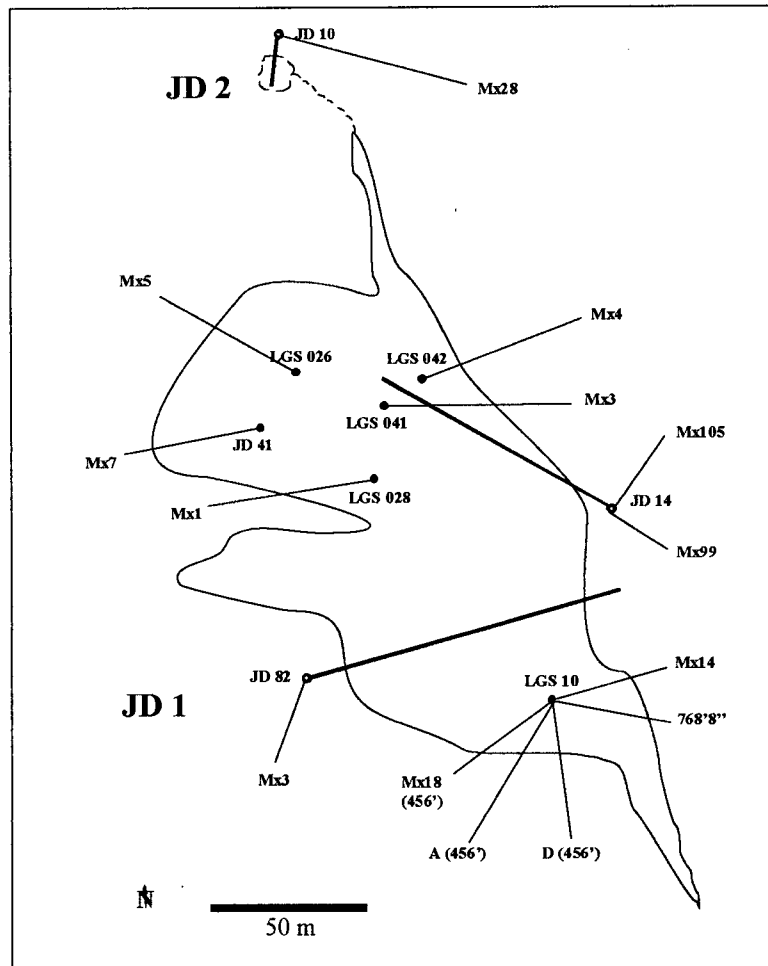 JD 10
JD 2
Mx28
Mx5
Mx4
LGS 026
LGS 042
Mx3
LGS 041
Mx105
JD 41
Mx7
JD 14
LGS 028
Mx1
Mx99
Mx14
JD 82
LGS 10
JD 1
768'8''
Mx3
Mx18
(456')
A (456')
D (456')
N
50 m